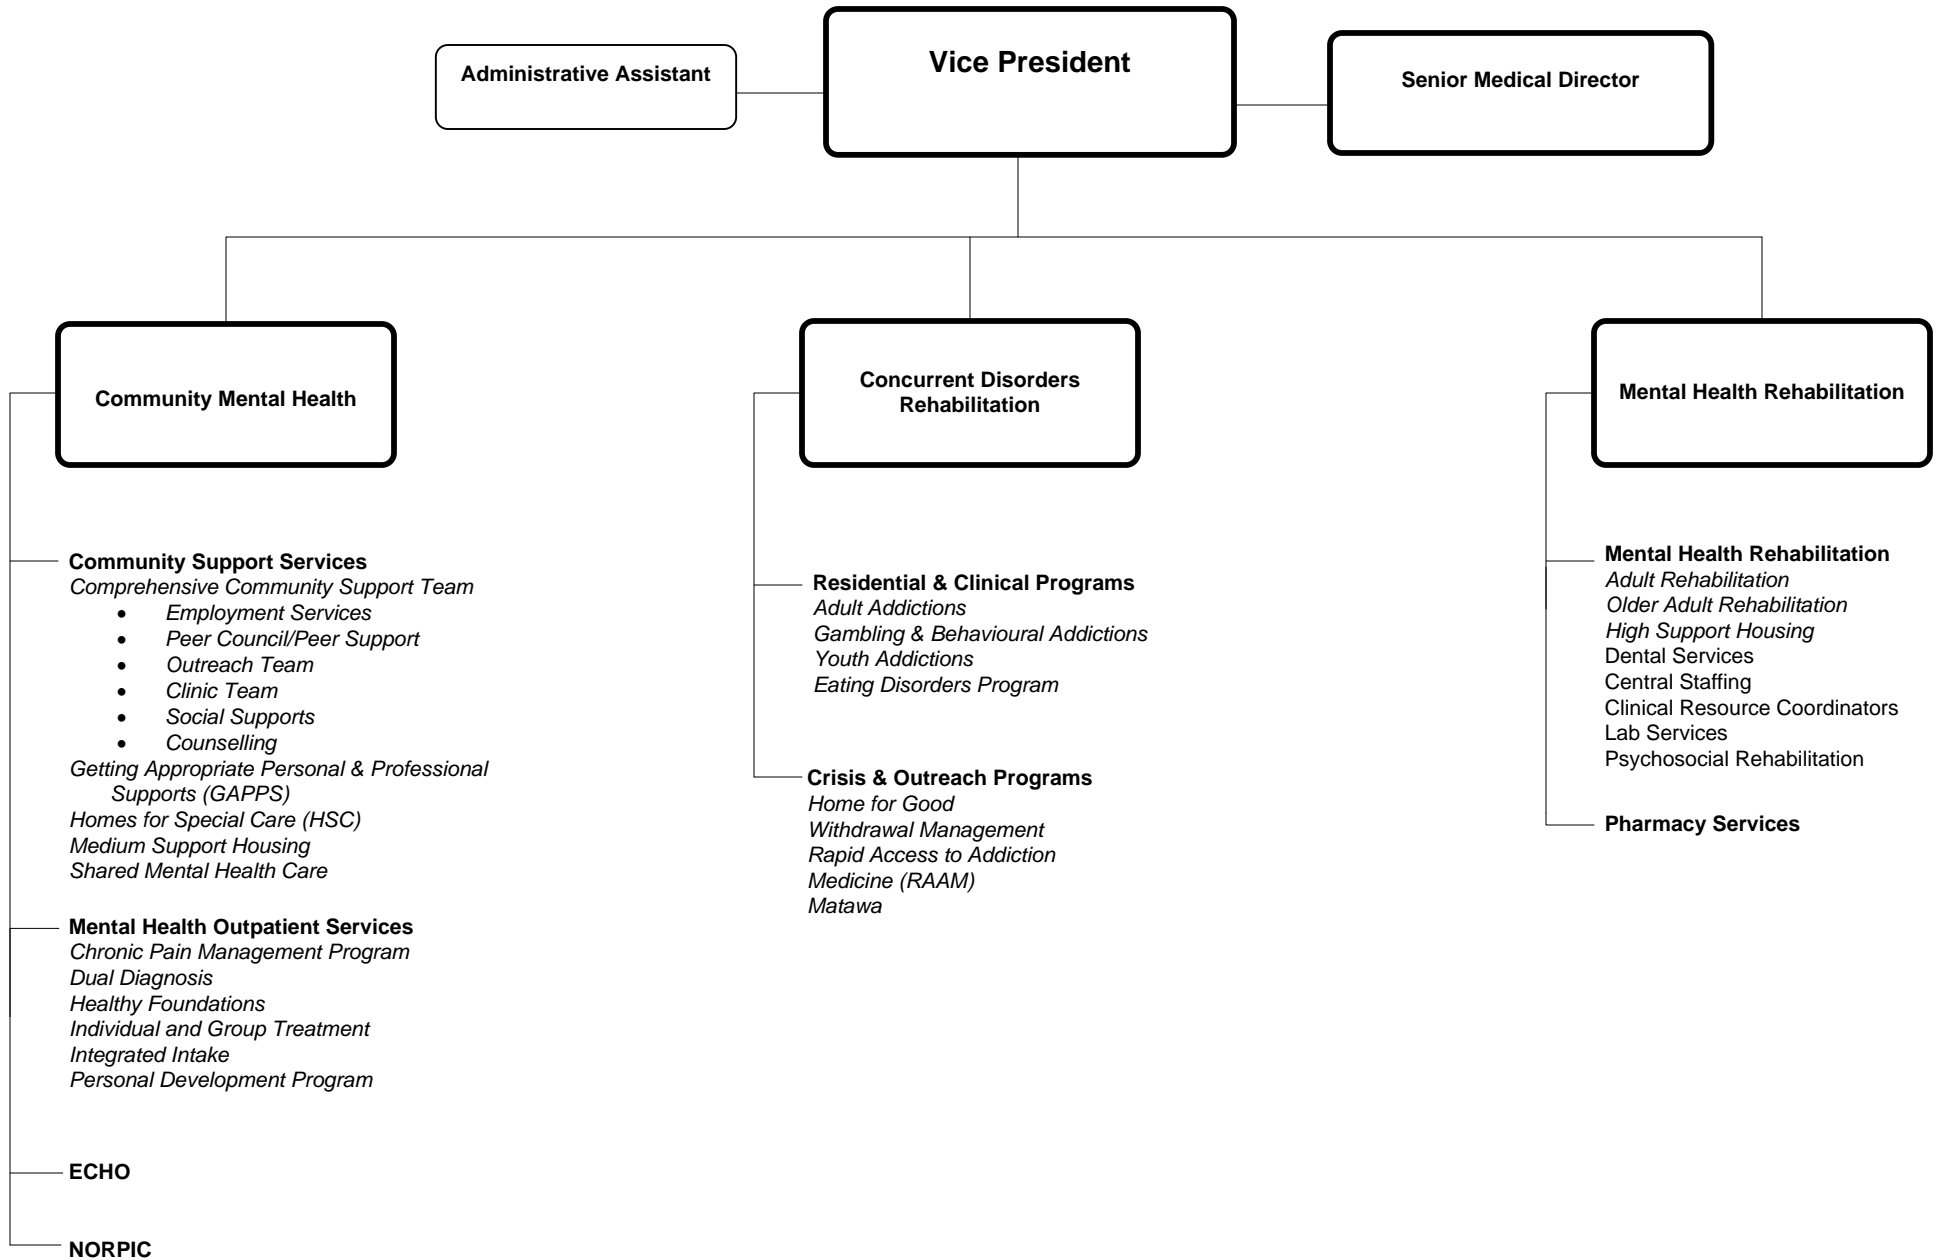 Administrative Assistant
Vice President
Senior Medical Director
Community Mental Health
Concurrent Disorders
Rehabilitation
Mental Health Rehabilitation
Community Support Services
Comprehensive Community Support Team
• Employment Services
• Peer Council/Peer Support
• Outreach Team
• Clinic Team
• Social Supports
• Counselling
Getting Appropriate Personal & Professional
Supports (GAPPS)
Homes for Special Care (HSC)
Medium Support Housing
Shared Mental Health Care
Mental Health Outpatient Services
Chronic Pain Management Program
Dual Diagnosis
Healthy Foundations
Individual and Group Treatment
Integrated Intake
Personal Development Program
ECHO
NORPIC
Residential & Clinical Programs
Adult Addictions
Gambling & Behavioural Addictions
Youth Addictions
Eating Disorders Program
Crisis & Outreach Programs
Home for Good
Withdrawal Management
Rapid Access to Addiction
Medicine (RAAM)
Matawa
Mental Health Rehabilitation
Adult Rehabilitation
Older Adult Rehabilitation
High Support Housing
Dental Services
Central Staffing
Clinical Resource Coordinators
Lab Services
Psychosocial Rehabilitation
Pharmacy Services